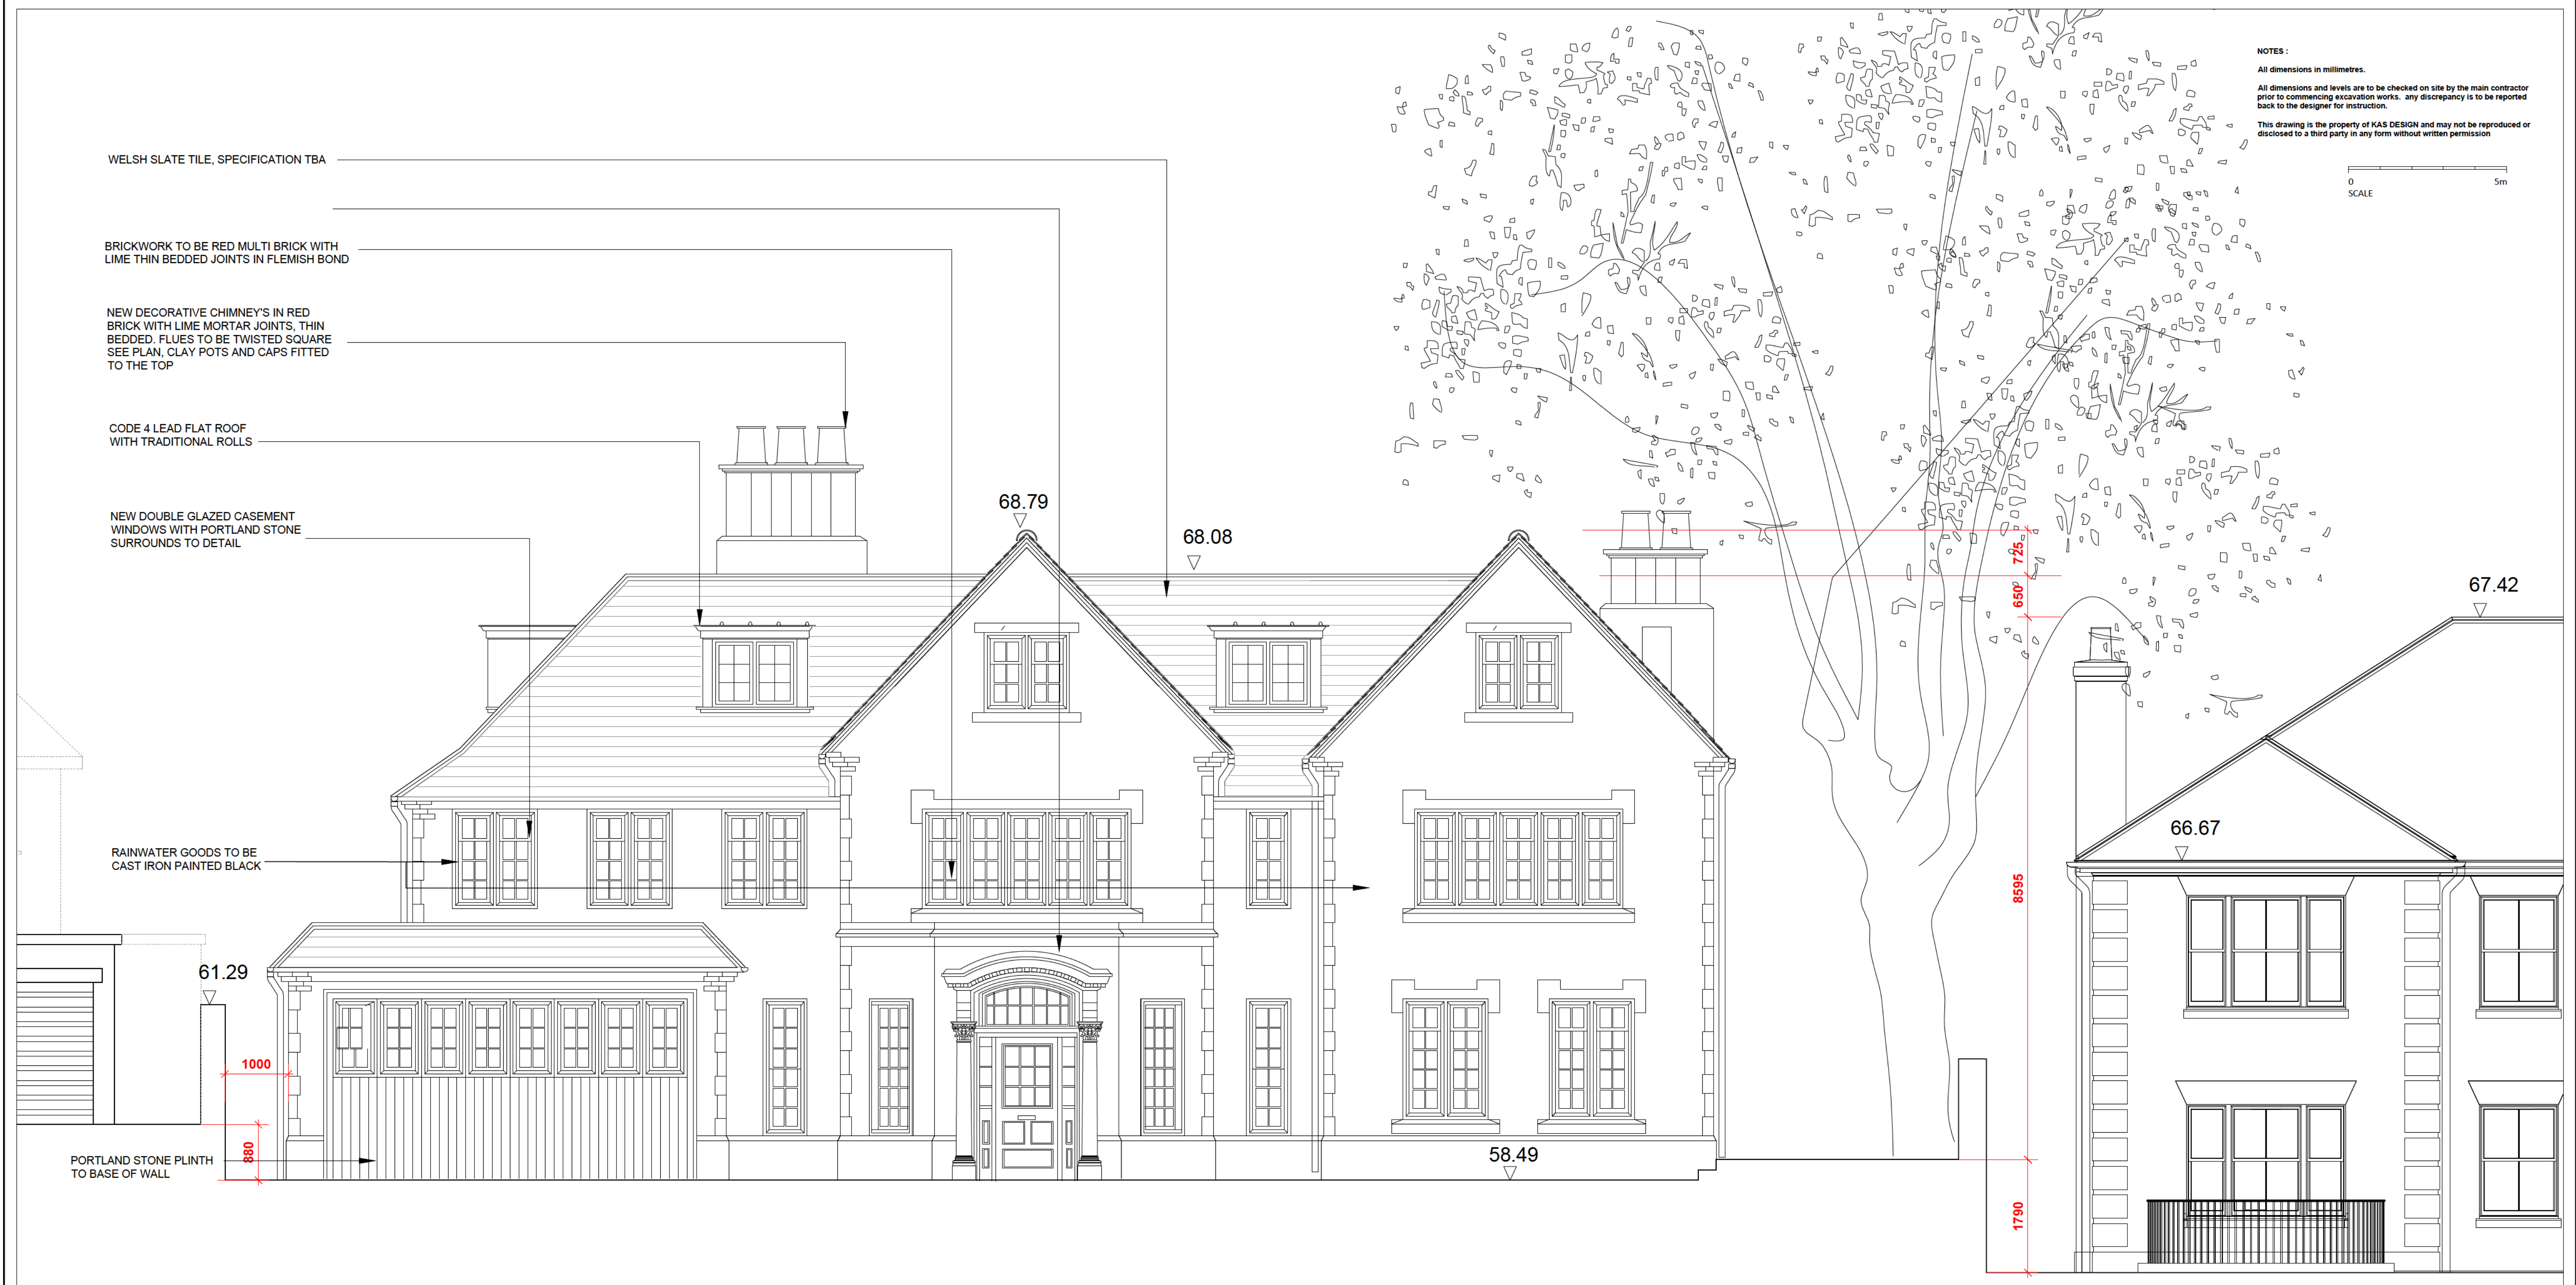 NOTES :
All dimensions in millimetres.
All dimensions and levels are to be checked on site by the main contractor
prior to commencing excavation works.  any discrepancy is to be reported
back to the designer for instruction.
This drawing is the property of KAS DESIGN and may not be reproduced or
disclosed to a third party in any form without written permission
0
5m
SCALE
WELSH SLATE TILE, SPECIFICATION TBA
BRICKWORK TO BE RED MULTI BRICK WITH
LIME THIN BEDDED JOINTS IN FLEMISH BOND
NEW DECORATIVE CHIMNEY'S IN RED
BRICK WITH LIME MORTAR JOINTS, THIN
BEDDED. FLUES TO BE TWISTED SQUARE
SEE PLAN, CLAY POTS AND CAPS FITTED
TO THE TOP
CODE 4 LEAD FLAT ROOF
WITH TRADITIONAL ROLLS
NEW DOUBLE GLAZED CASEMENT
WINDOWS WITH PORTLAND STONE
SURROUNDS TO DETAIL
RAINWATER GOODS TO BE
CAST IRON PAINTED BLACK
PORTLAND STONE PLINTH
TO BASE OF WALL
68.79
68.08
67.42
66.67
61.29
58.49
1000
880
725
650
8595
1790